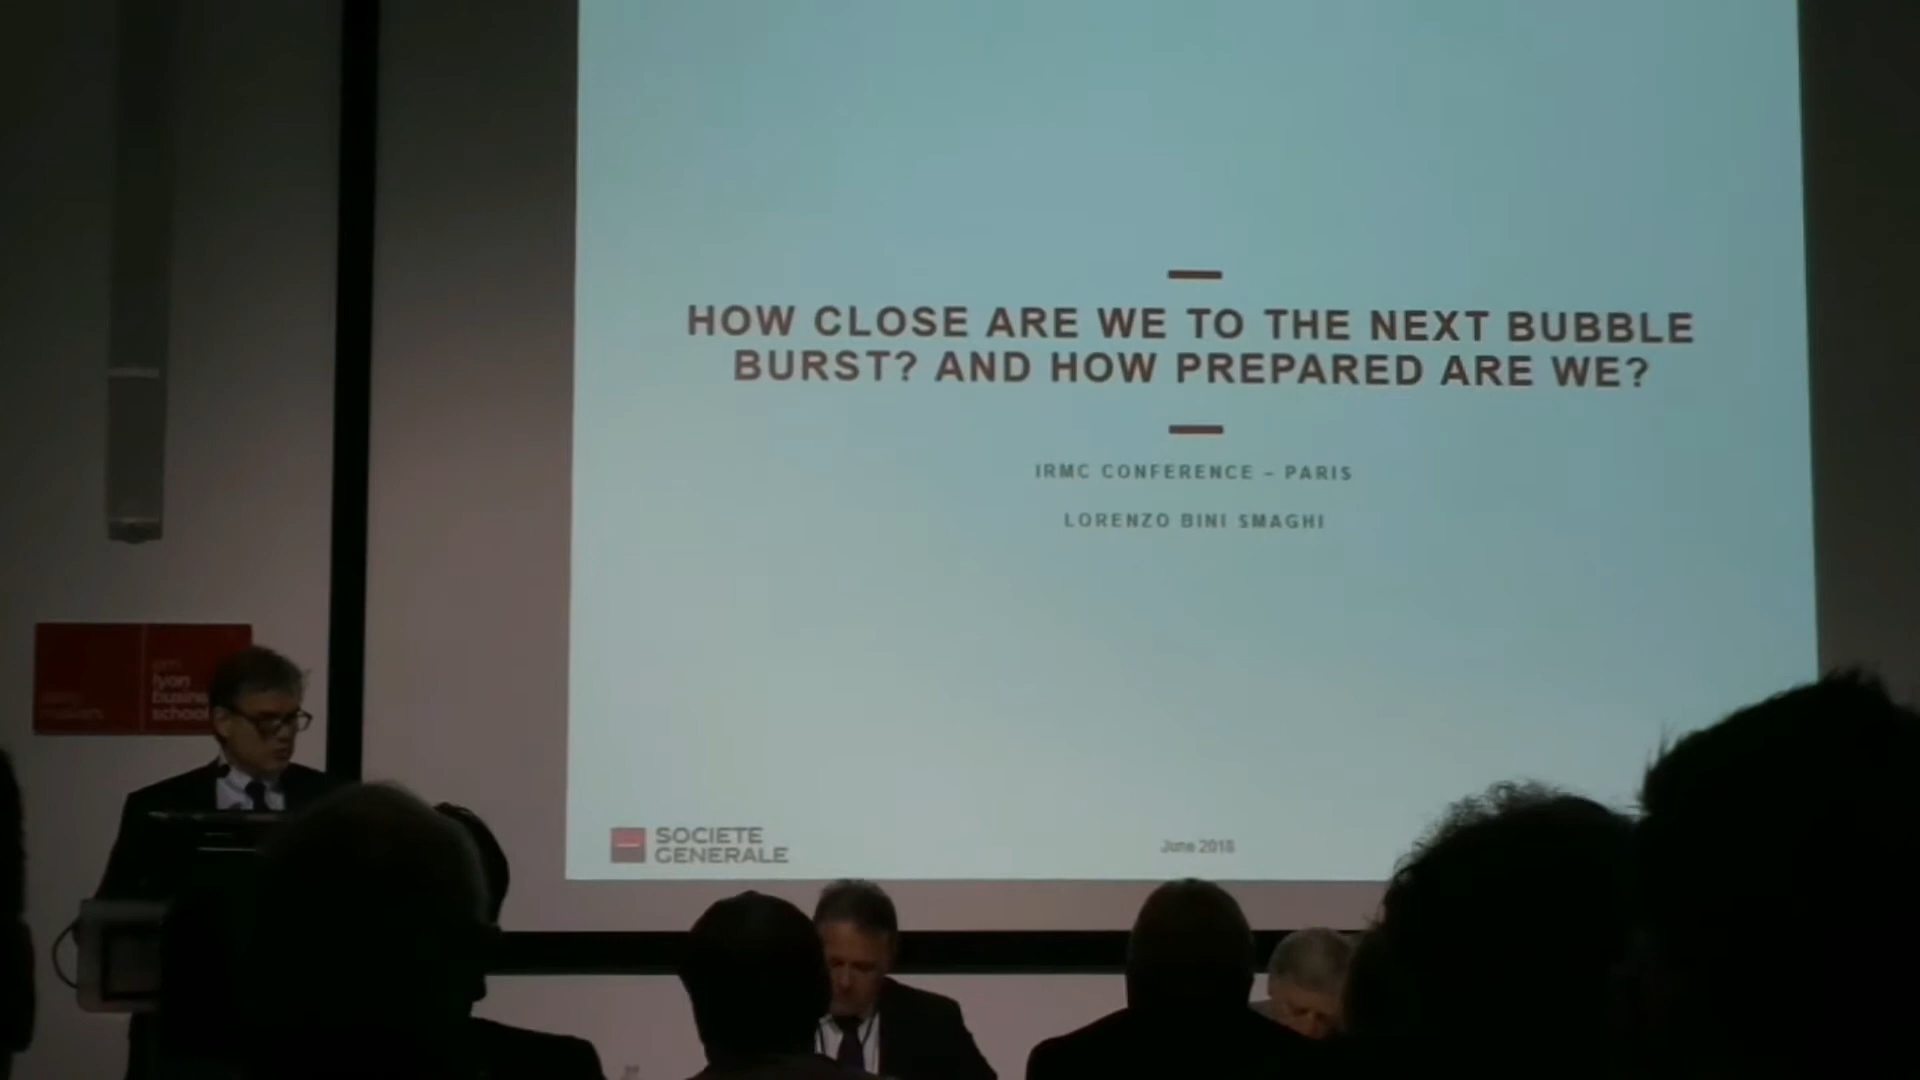 HOW CLOSE ARE WE TO THE NEXT BUBBLE
BURST? AND HOW PREPARED ARE WE?
IRMC CONFERENCE – PARIS
LORENZO BINI SMAGHI
SOCIETE
GENERALE
June 2018
lyon
school